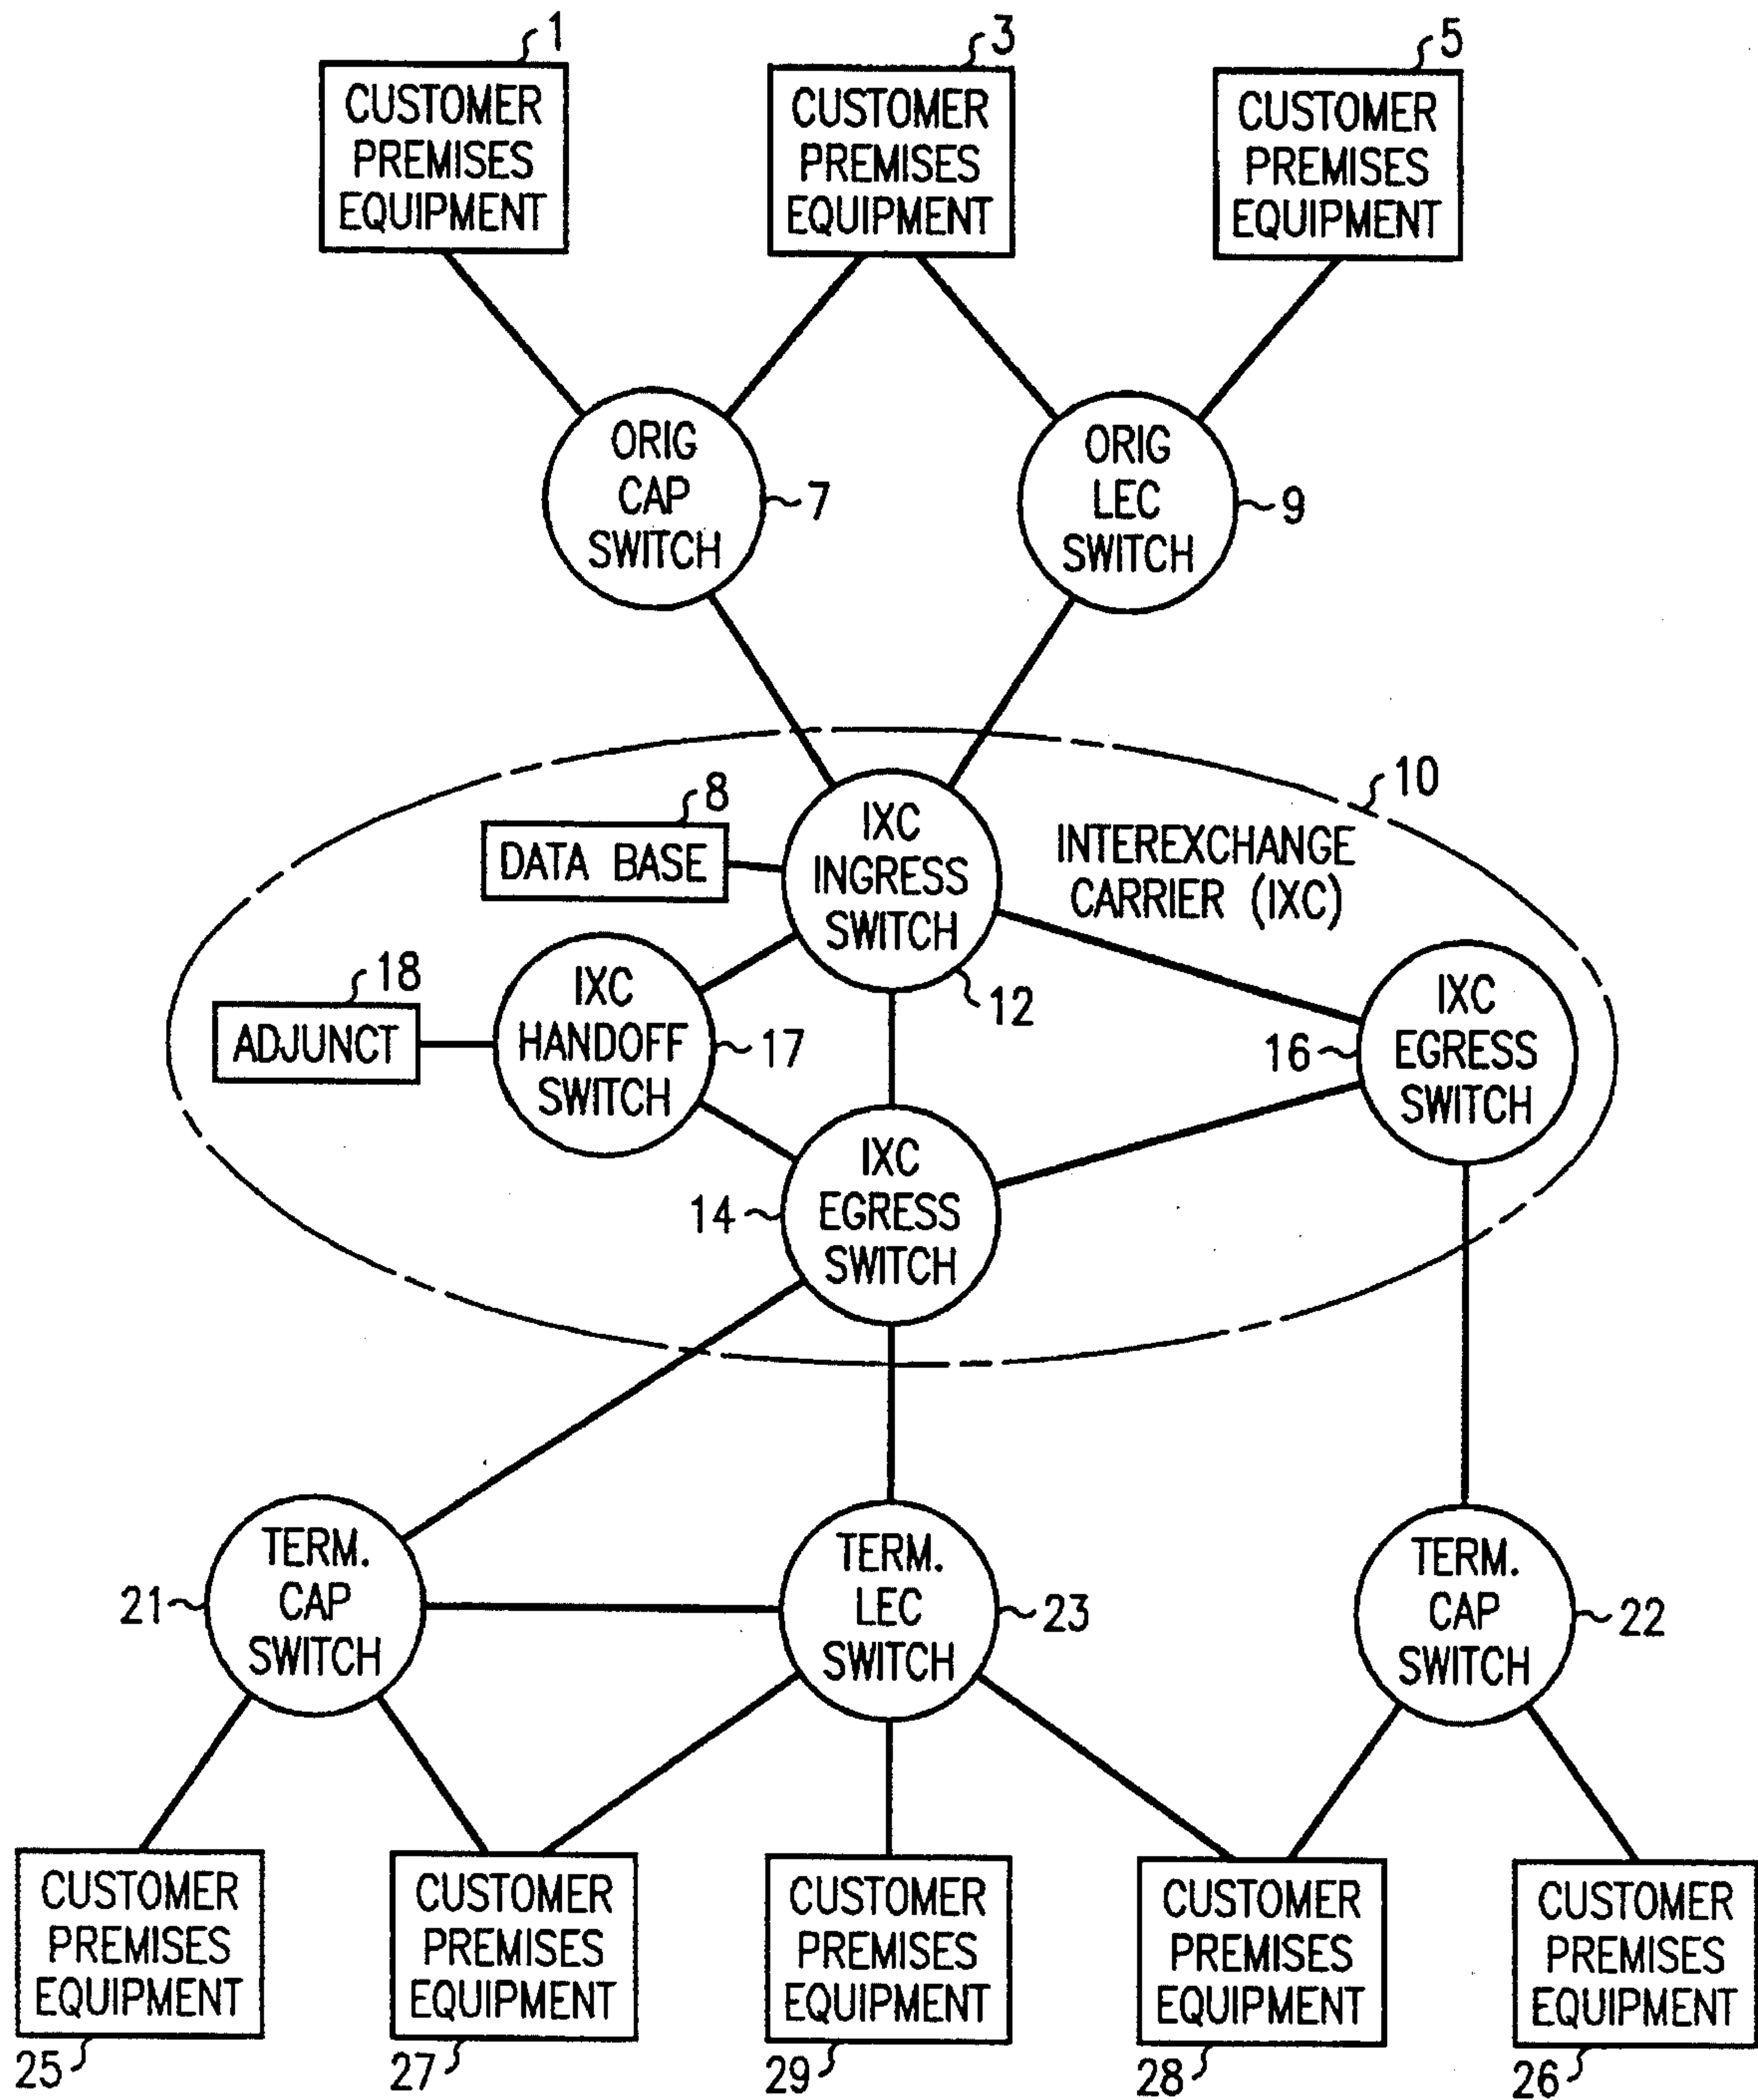 1
3
5
CUSTOMER
PREMISES
EQUIPMENT
CUSTOMER
PREMISES
EQUIPMENT
CUSTOMER
PREMISES
EQUIPMENT
ORIG
CAP
SWITCH
7
ORIG
LEC
SWITCH
9
10
8
DATA BASE
IXC
INGRESS
SWITCH
12
INTEREXCHANGE
CARRIER (IXC)
18
ADJUNCT
IXC
HANDOFF
SWITCH
17
16
IXC
EGRESS
SWITCH
14
IXC
EGRESS
SWITCH
21
TERM.
CAP
SWITCH
TERM.
LEC
SWITCH
23
TERM.
CAP
SWITCH
22
CUSTOMER
PREMISES
EQUIPMENT
25
CUSTOMER
PREMISES
EQUIPMENT
27
CUSTOMER
PREMISES
EQUIPMENT
29
CUSTOMER
PREMISES
EQUIPMENT
28
CUSTOMER
PREMISES
EQUIPMENT
26